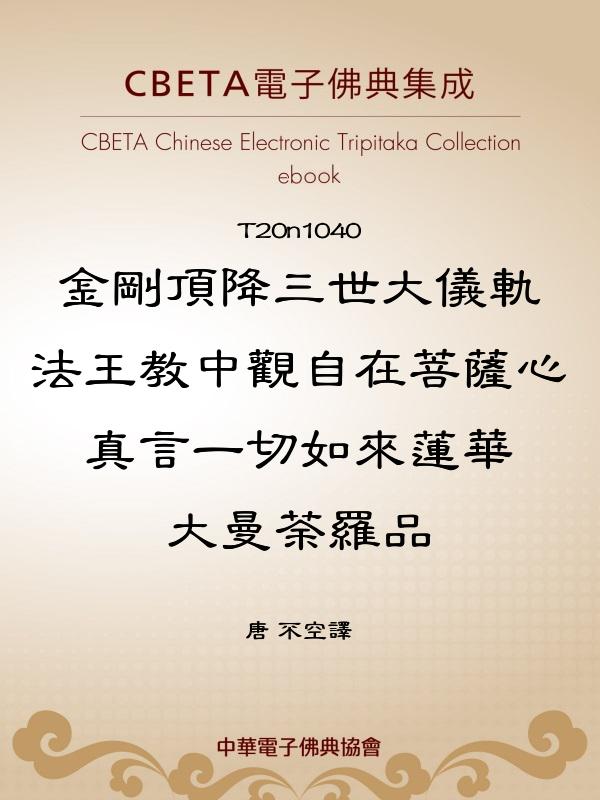 CBETA電子佛典集成
CBETA Chinese Electronic Tripitaka Collection
ebook
T20n1040
金剛頂降三世大儀軌
法王教中觀自在菩薩心
真言一切如來蓮華
大曼荼羅品
唐 不空譯
中華電子佛典協會